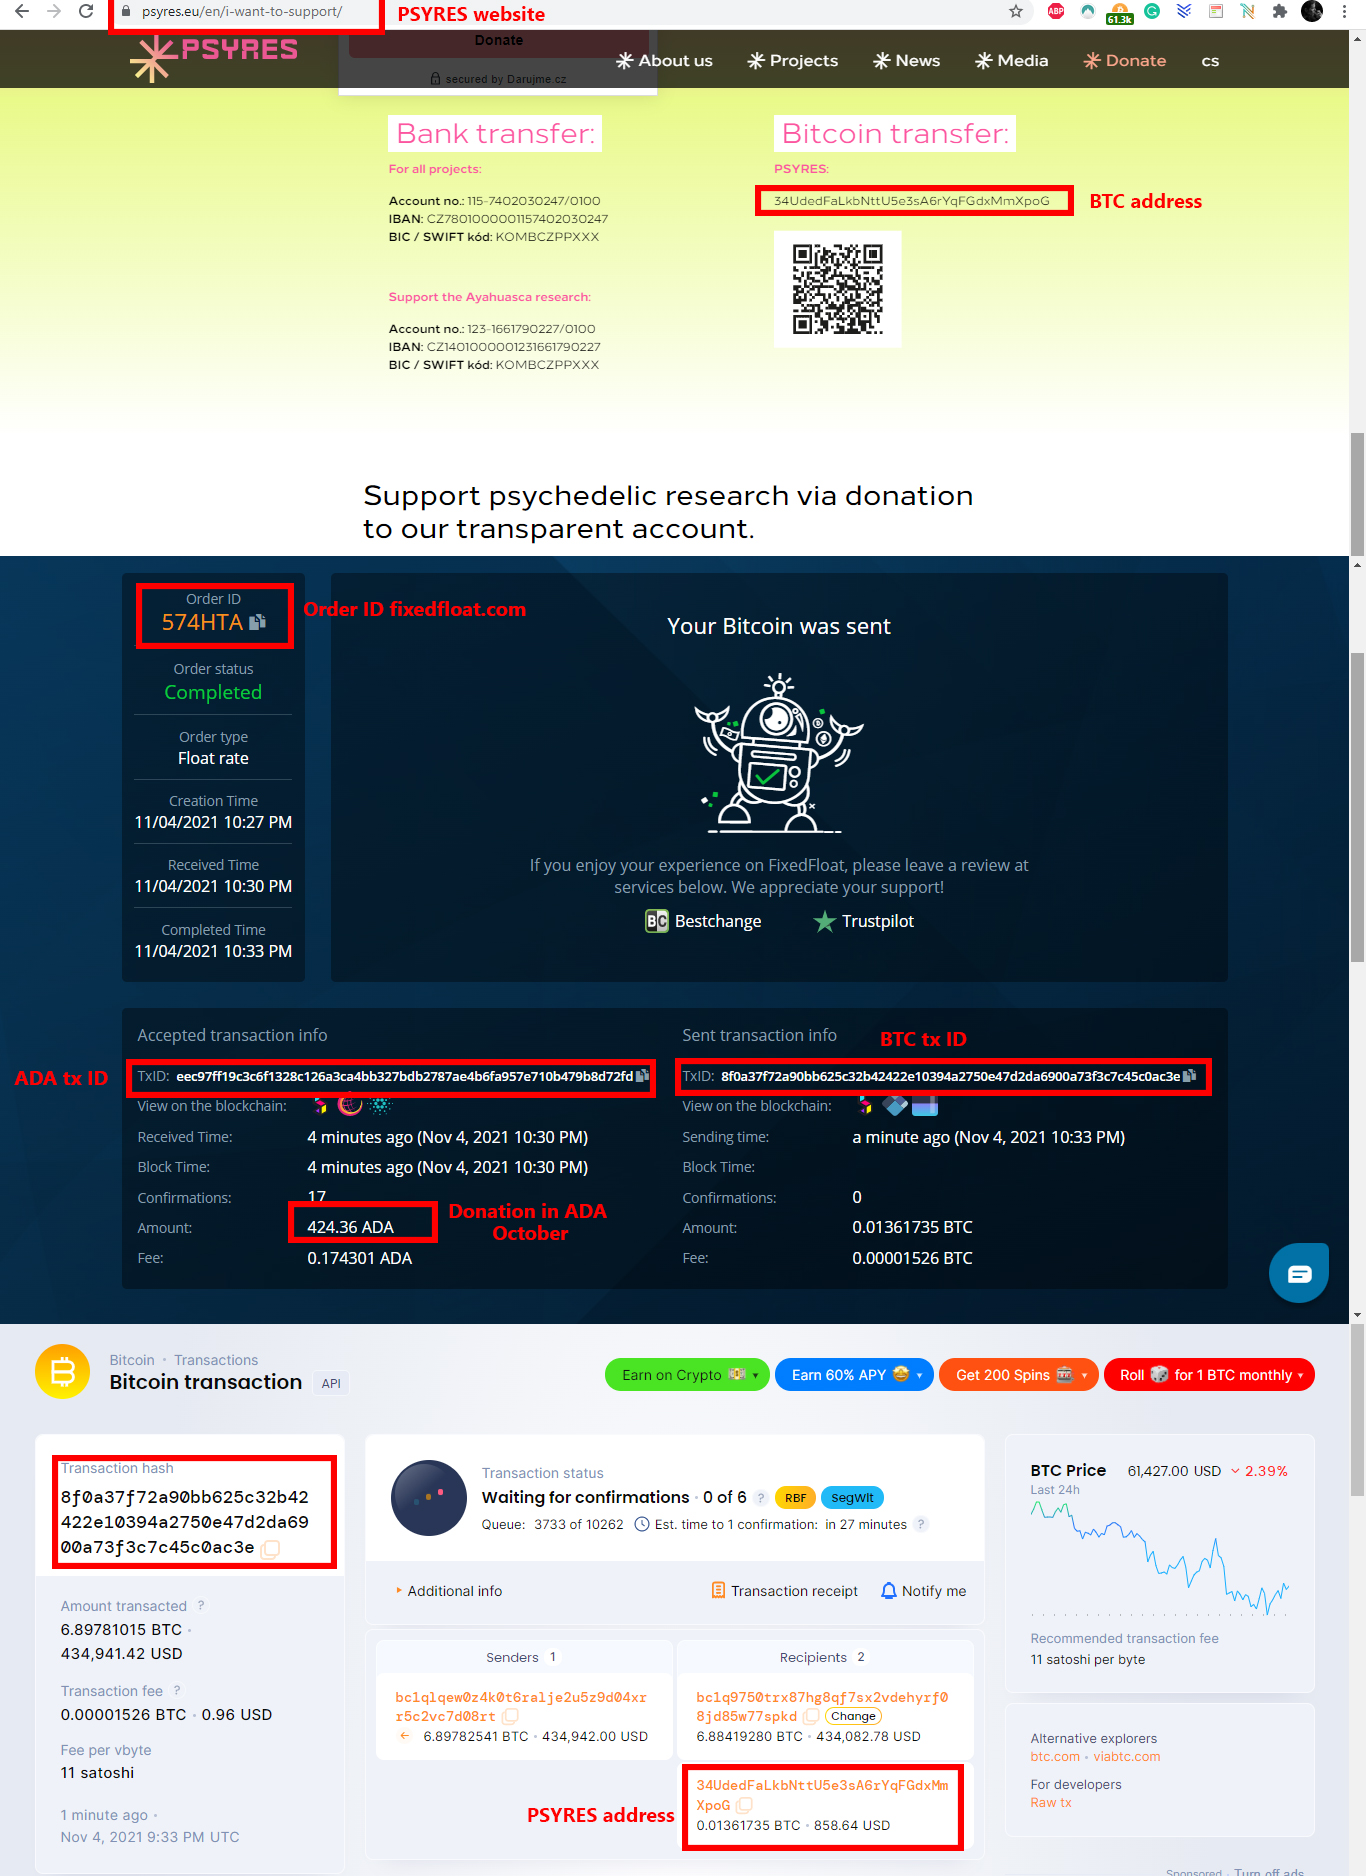 psyres.eu/en/i-want-to-support/
PSYRES website
ABP
61.3k
PSYRES
Donate
secured by Darujme.cz
About us
Projects
News
Media
Donate
cs
Bank transfer:
For all projects:
Account no.: 115-7402030247/0100
IBAN: CZ7801000001157402030247
BIC / SWIFT kód: KOMBCZPPXXX
Support the Ayahuasca research:
Account no.: 123-1661790227/0100
IBAN: CZ1401000001231661790227
BIC / SWIFT kód: KOMBCZPPXXX
Bitcoin transfer:
PSYRES:
34UdedFaLkbNttU5e3sA6rYqFGdxMmXpoG
BTC address
Support psychedelic research via donation
to our transparent account.
Order ID
574HTA
Order ID fixedfloat.com
Order status
Completed
Order type
Float rate
Creation Time
11/04/2021 10:27 PM
Received Time
11/04/2021 10:30 PM
Completed Time
11/04/2021 10:33 PM
Your Bitcoin was sent
If you enjoy your experience on FixedFloat, please leave a review at
services below. We appreciate your support!
BC Bestchange
Trustpilot
Accepted transaction info
ADA tx ID
TxID: eec97ff19c3c6f1328c126a3ca4bb327bdb2787ae4b6fa957e710b479b8d72fd
View on the blockchain:
Received Time: 4 minutes ago (Nov 4, 2021 10:30 PM)
Block Time: 4 minutes ago (Nov 4, 2021 10:30 PM)
Confirmations: 17
Amount: 424.36 ADA
Donation in ADA
October
Fee: 0.174301 ADA
Sent transaction info
BTC tx ID
TxID: 8f0a37f72a90bb625c32b42422e10394a2750e47d2da6900a73f3c7c45c0ac3e
View on the blockchain:
Sending time: a minute ago (Nov 4, 2021 10:33 PM)
Block Time:
Confirmations: 0
Amount: 0.01361735 BTC
Fee: 0.00001526 BTC
Bitcoin · Transactions
Bitcoin transaction API
Earn on Crypto
Earn 60% APY
Get 200 Spins
Roll for 1 BTC monthly
Transaction hash
8f0a37f72a90bb625c32b42
422e10394a2750e47d2da69
00a73f3c7c45c0ac3e
Amount transacted ?
6.89781015 BTC ·
434,941.42 USD
Transaction fee ?
0.00001526 BTC · 0.96 USD
Fee per vbyte
11 satoshi
1 minute ago ·
Nov 4, 2021 9:33 PM UTC
Transaction status
Waiting for confirmations · 0 of 6 ? RBF SegWit
Queue: 3733 of 10262 Est. time to 1 confirmation: in 27 minutes ?
Additional info
Transaction receipt
Notify me
Senders 1
bc1qlqew0z4k0t6ralje2u5z9d04xr
r5c2vc7d08rt
6.89782541 BTC · 434,942.00 USD
Recipients 2
bc1q9750trx87hg8qf7sx2vdehyrf0
8jd85w77spkd Change
6.88419280 BTC · 434,082.78 USD
PSYRES address
34UdedFaLkbNttU5e3sA6rYqFGdxMm
XpoG
0.01361735 BTC · 858.64 USD
BTC Price 61,427.00 USD 2.39%
Last 24h
Recommended transaction fee
11 satoshi per byte
Alternative explorers
btc.com · viabtc.com
For developers
Raw tx
Sponsored · Turn off ads